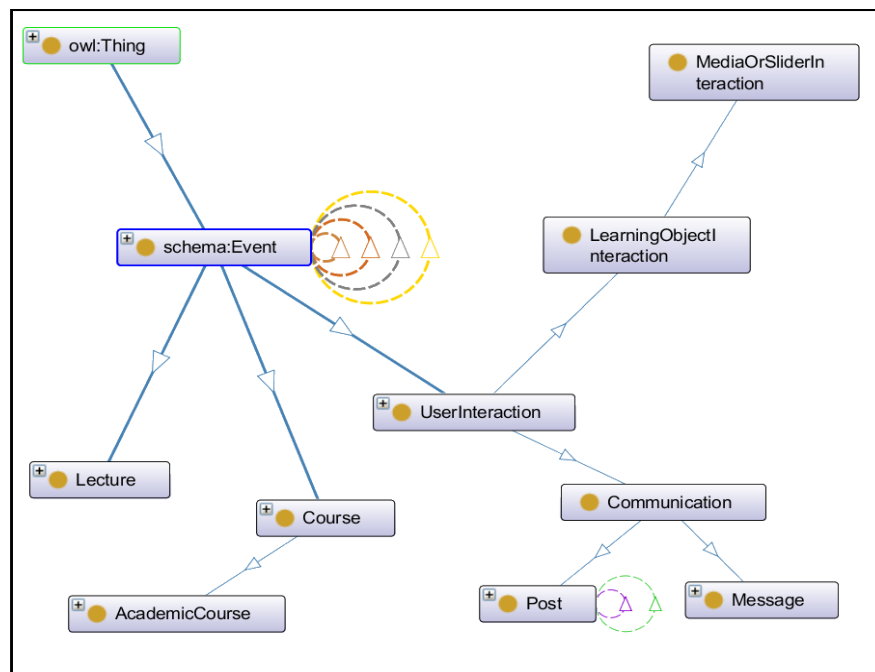 owl:Thing
MediaOrSliderIn
teraction
schema:Event
LearningObjectI
nteraction
UserInteraction
Lecture
Course
Communication
AcademicCourse
Post
Message